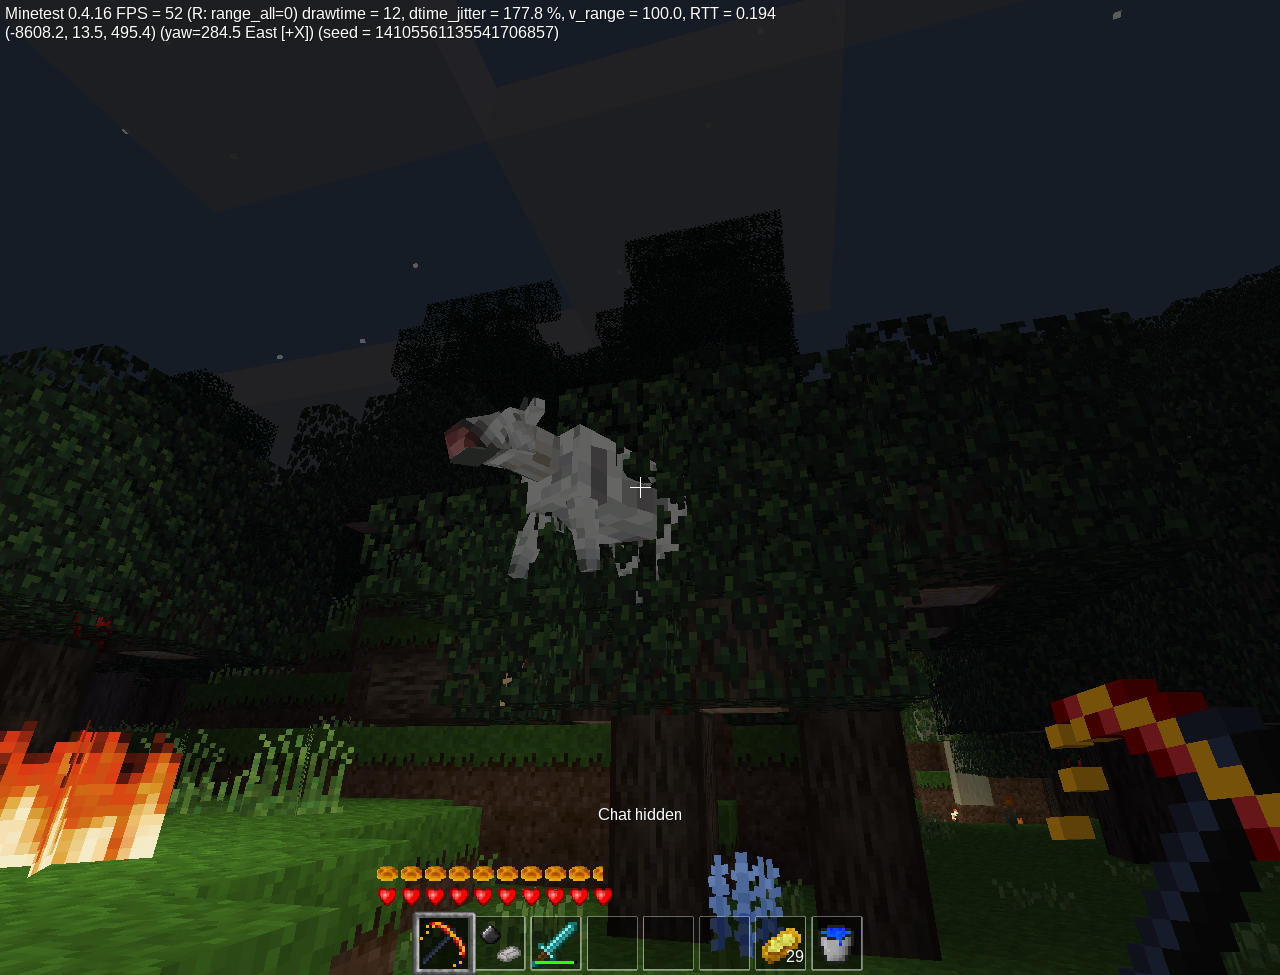 Minetest 0.4.16 FPS = 52 (R: range_all=0) drawtime = 12, dtime_jitter = 177.8 %, v_range = 100.0, RTT = 0.194
(-8608.2, 13.5, 495.4) (yaw=284.5 East [+X]) (seed = 14105561135541706857)
Chat hidden
29